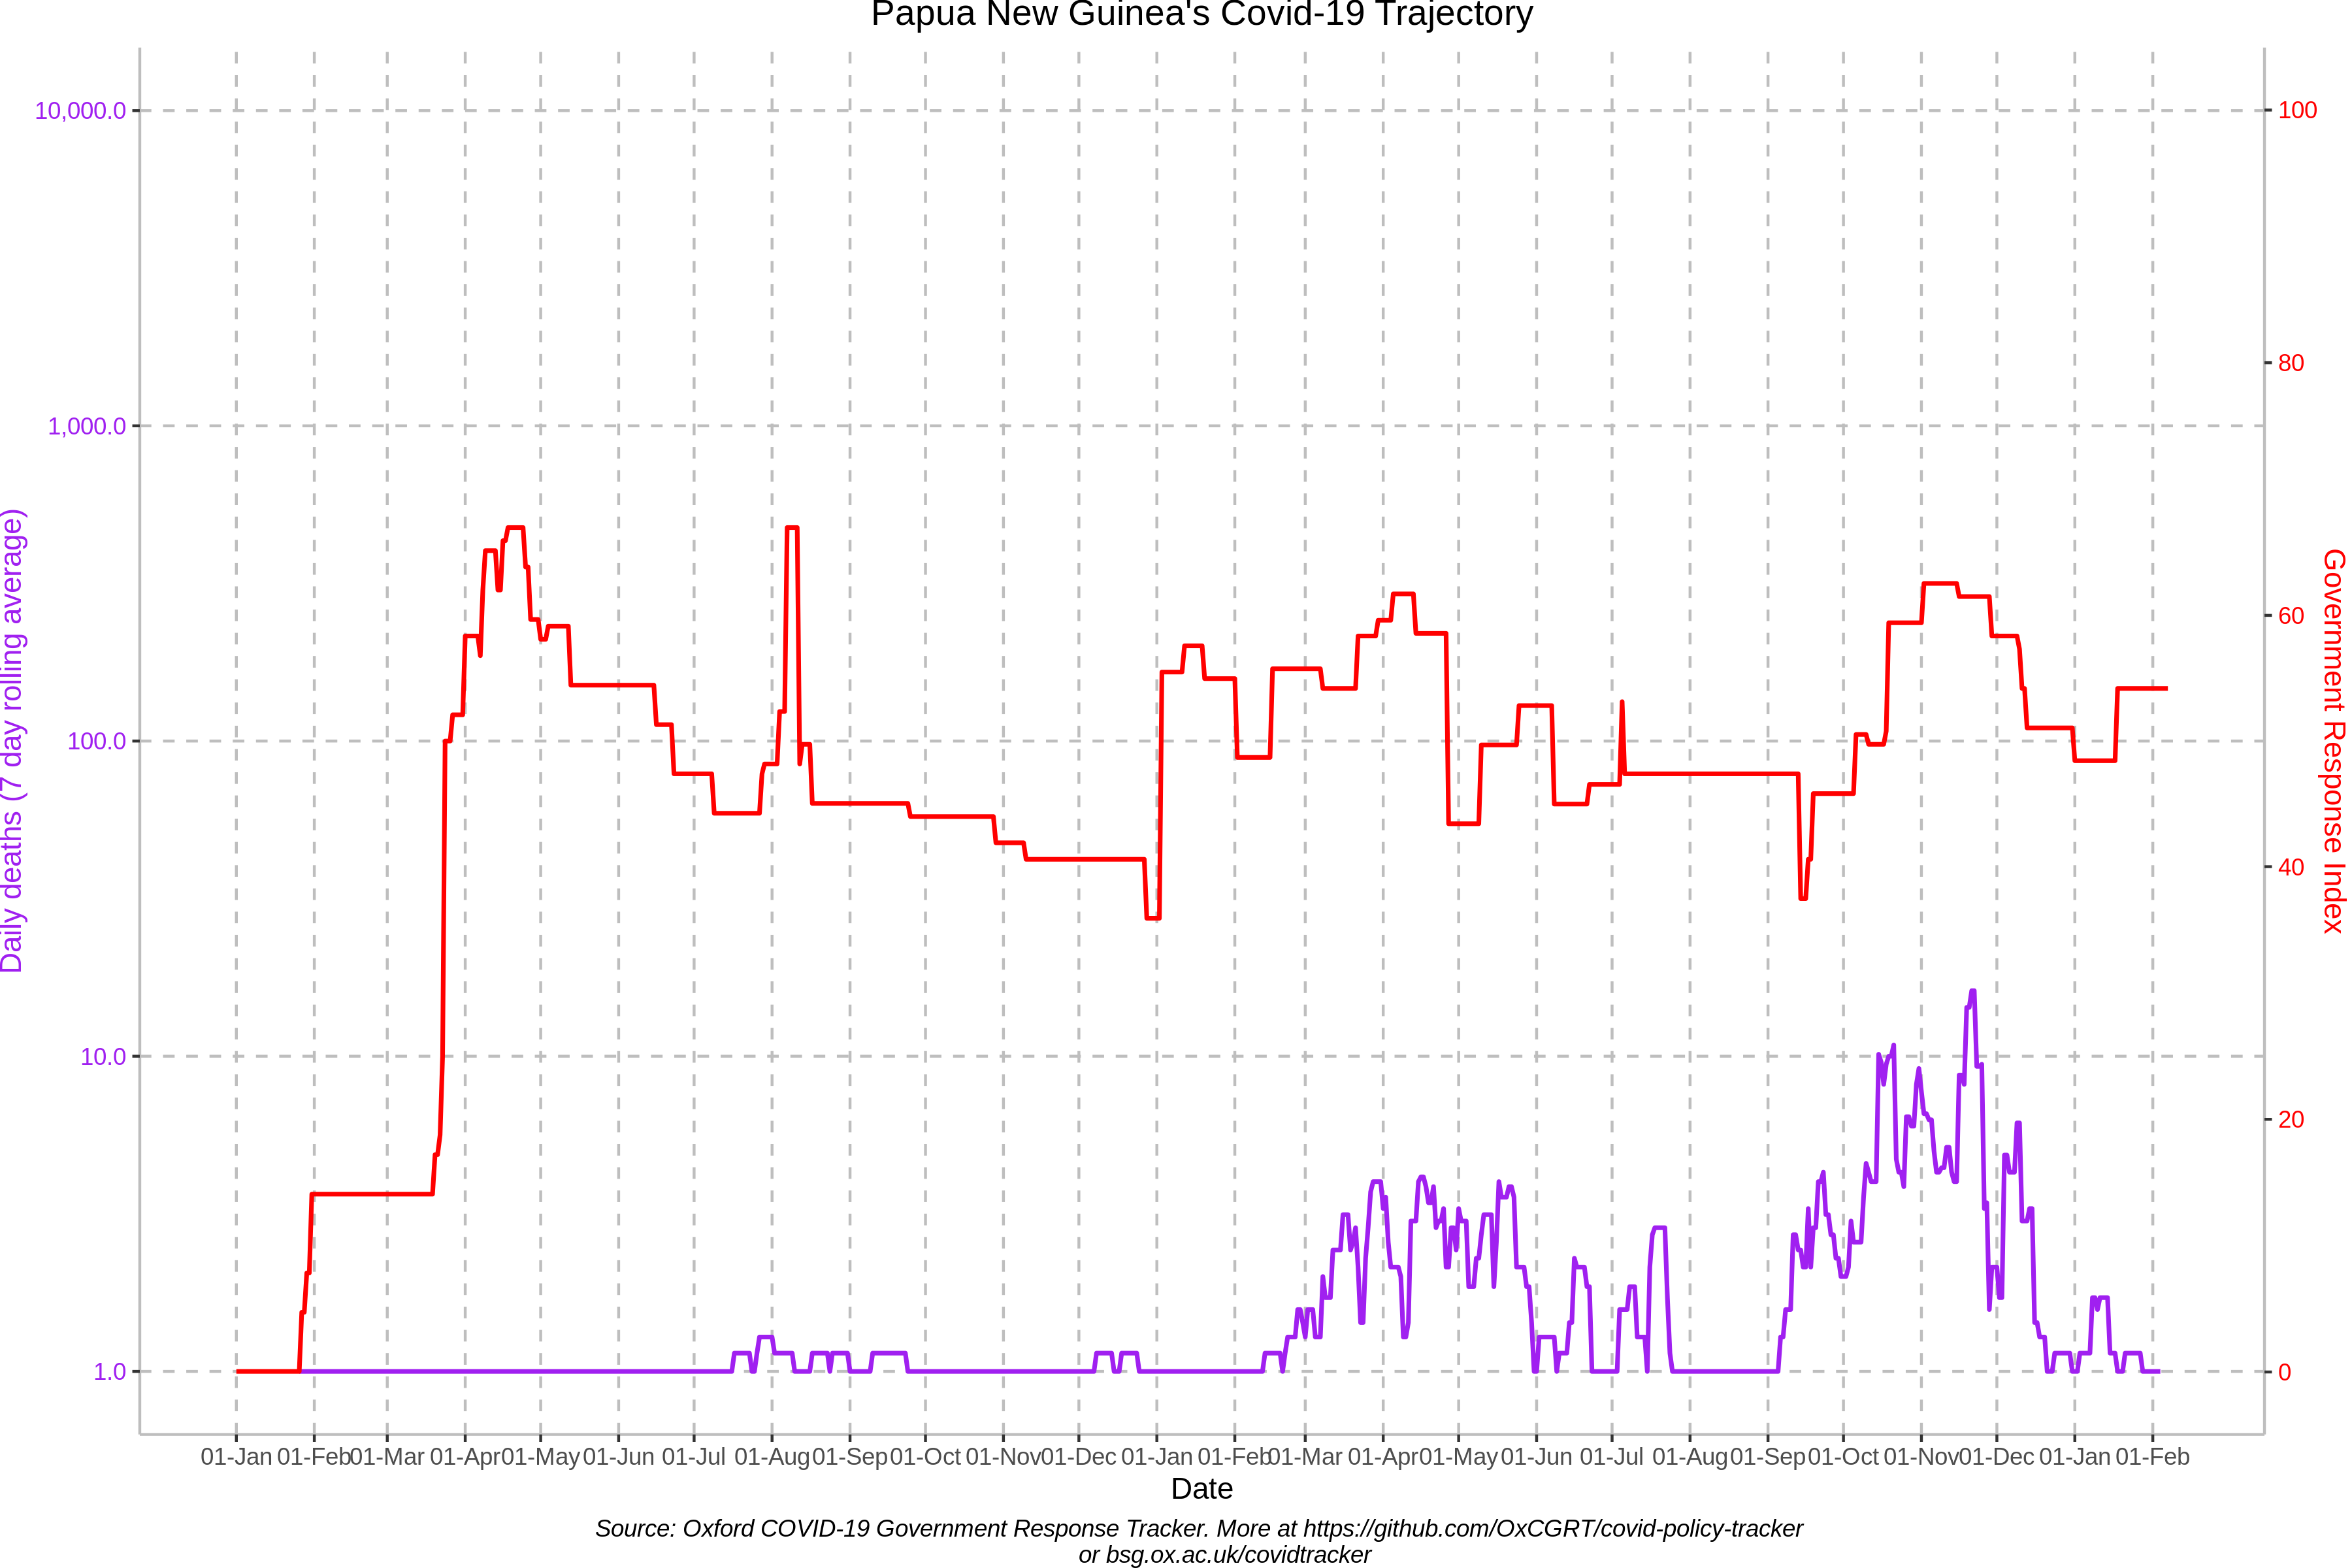 Papua New Guinea's Covid-19 Trajectory
10,000.0
1,000.0
100.0
10.0
1.0
Daily deaths (7 day rolling average)
100
80
60
40
20
0
Government Response Index
01-Jan 01-Feb 01-Mar 01-Apr 01-May 01-Jun 01-Jul 01-Aug 01-Sep 01-Oct 01-Nov 01-Dec 01-Jan 01-Feb 01-Mar 01-Apr 01-May 01-Jun 01-Jul 01-Aug 01-Sep 01-Oct 01-Nov 01-Dec 01-Jan 01-Feb
Date
Source: Oxford COVID-19 Government Response Tracker. More at https://github.com/OxCGRT/covid-policy-tracker
or bsg.ox.ac.uk/covidtracker